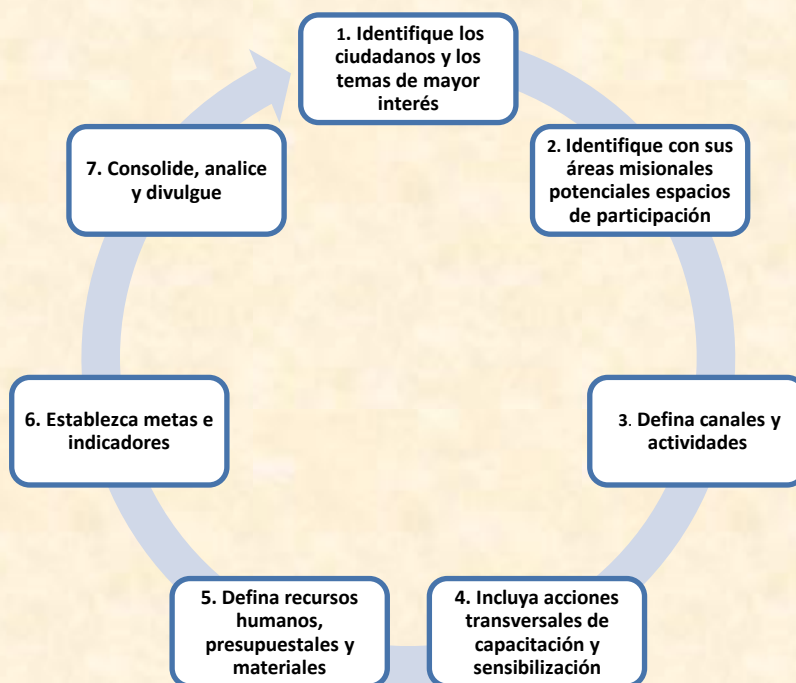 1. Identifique los
ciudadanos y los
temas de mayor
interés
2. Identifique con sus
áreas misionales
potenciales espacios
de participación
3. Defina canales y
actividades
4. Incluya acciones
transversales de
capacitación y
sensibilización
5. Defina recursos
humanos,
presupuestales y
materiales
6. Establezca metas e
indicadores
7. Consolide, analice
y divulgue